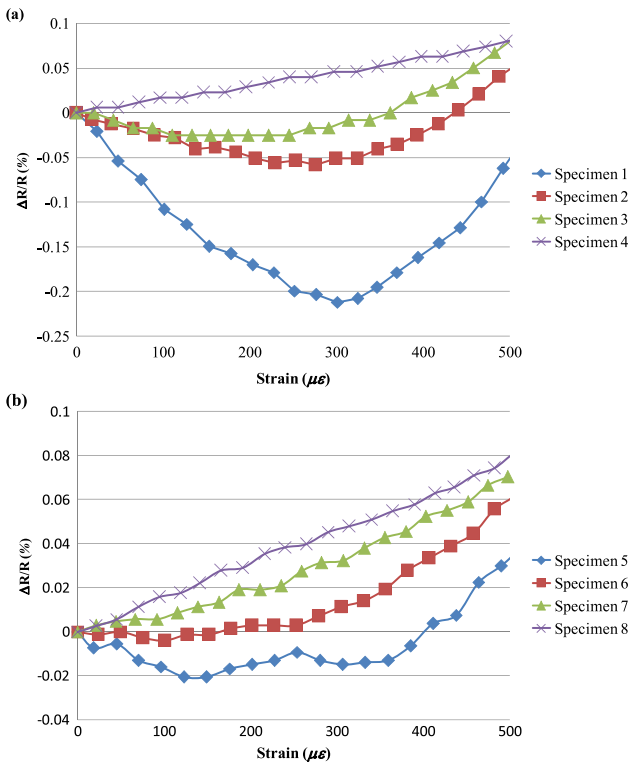 (a)
0.1
0.05
0
-0.05
-0.1
-0.15
-0.2
-0.25
ΔR/R (%)
0 100 200 300 400 500
Strain (με)
Specimen 1
Specimen 2
Specimen 3
Specimen 4
(b)
0.1
0.08
0.06
0.04
0.02
0
-0.02
-0.04
ΔR/R (%)
0 100 200 300 400 500
Strain (με)
Specimen 5
Specimen 6
Specimen 7
Specimen 8